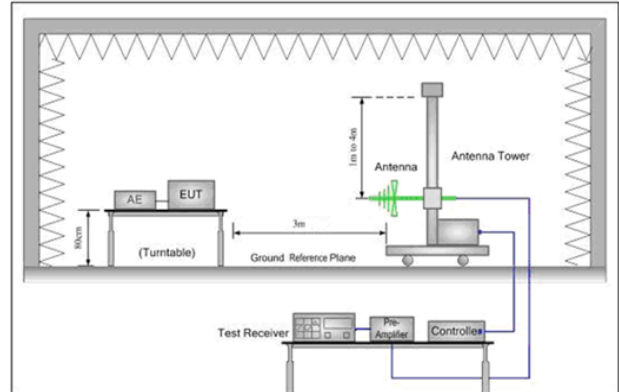 1m to 4m
Antenna
Antenna Tower
AE
EUT
80cm
(Turntable)
3m
Ground Reference Plane
Test Receiver
Pre-
Amplifier
Controller